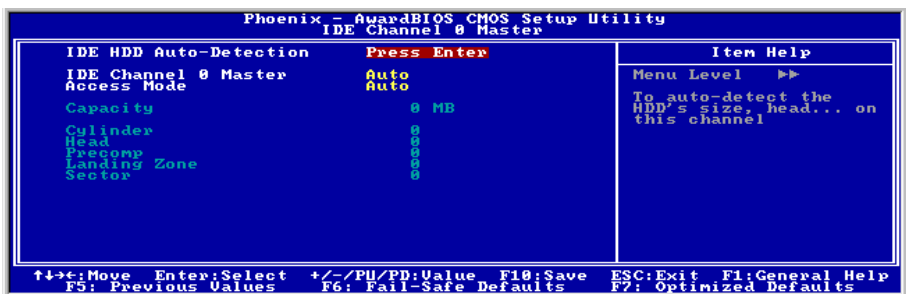 Phoenix - AwardBIOS CMOS Setup Utility
IDE Channel 0 Master
IDE HDD Auto-Detection Press Enter
Item Help
IDE Channel 0 Master Auto
Access Mode Auto
Capacity 0 MB
Cylinder 0
Head 0
Precomp 0
Landing Zone 0
Sector 0
Menu Level ▶▶
To auto-detect the
HDD's size, head... on
this channel
↑↓→←:Move Enter:Select +/-/PU/PD:Value F10:Save ESC:Exit F1:General Help
F5: Previous Values F6: Fail-Safe Defaults F7: Optimized Defaults